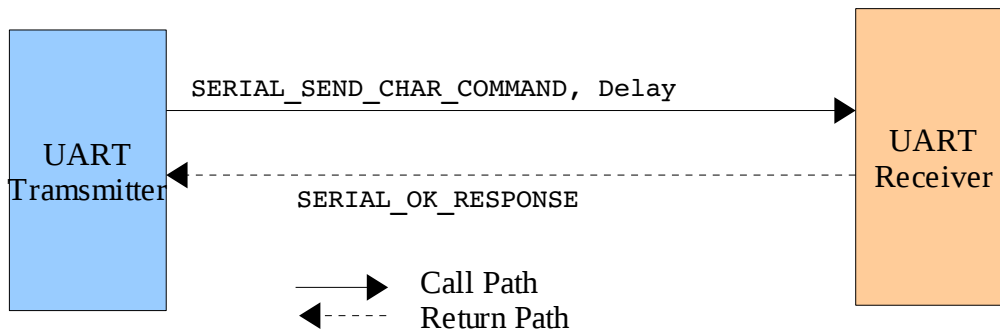 SERIAL_SEND_CHAR_COMMAND, Delay
UART
Tramsmitter
UART
Receiver
SERIAL_OK_RESPONSE
Call Path
Return Path